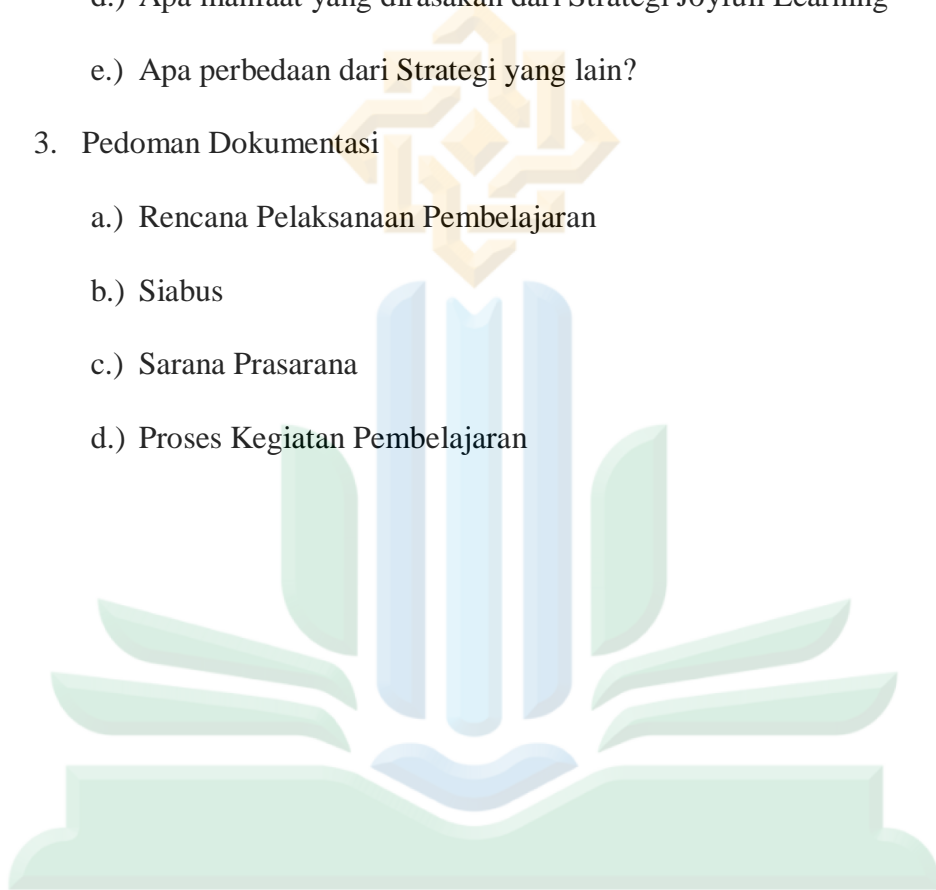 d.) Apa manfaat yang dirasakan dari Strategi Joyfull Learning
e.) Apa perbedaan dari Strategi yang lain?
3. Pedoman Dokumentasi
a.) Rencana Pelaksanaan Pembelajaran
b.) Siabus
c.) Sarana Prasarana
d.) Proses Kegiatan Pembelajaran